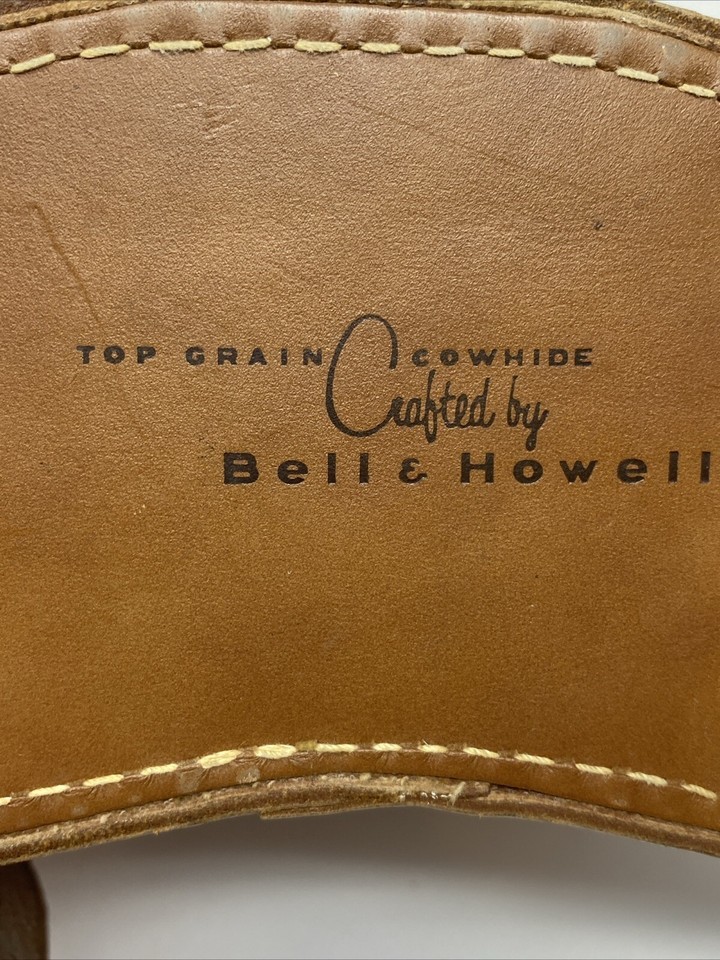 TOP GRAIN COWHIDE
Crafted by
Bell & Howell